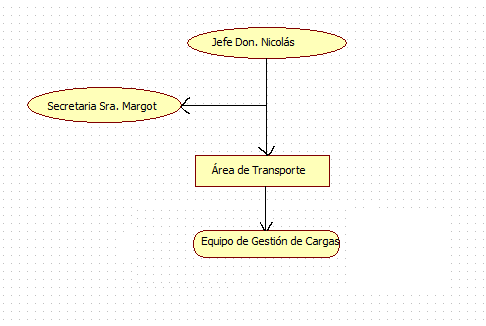 Jefe Don. Nicolás
Secretaria Sra. Margot
Área de Transporte
Equipo de Gestión de Cargas